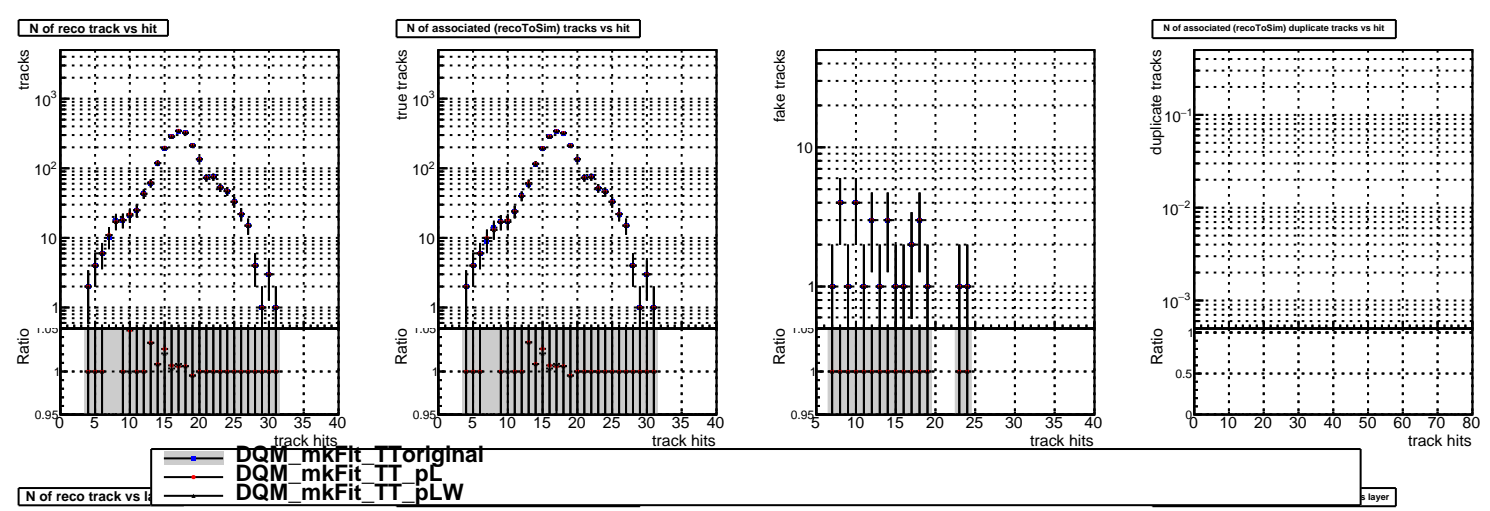 N of reco track vs hit
tracks
10³
10²
10
1
Ratio
1.05
1
0.95
0 5 10 15 20 25 30 35 40
track hits
N of associated (recoToSim) tracks vs hit
true tracks
10³
10²
10
1
Ratio
1.05
1
0.95
0 5 10 15 20 25 30 35 40
track hits
fake tracks
10
1
Ratio
1.05
1
0.95
5 10 15 20 25 30 35 40
track hits
N of associated (recoToSim) duplicate tracks vs hit
duplicate tracks
10⁻¹
10⁻²
10⁻³
Ratio
1
0.5
0
0 10 20 30 40 50 60 70 80
track hits
DQM_mkFit_TToriginal
DQM_mkFit_TT_pL
DQM_mkFit_TT_pLW
N of reco track vs la
s layer